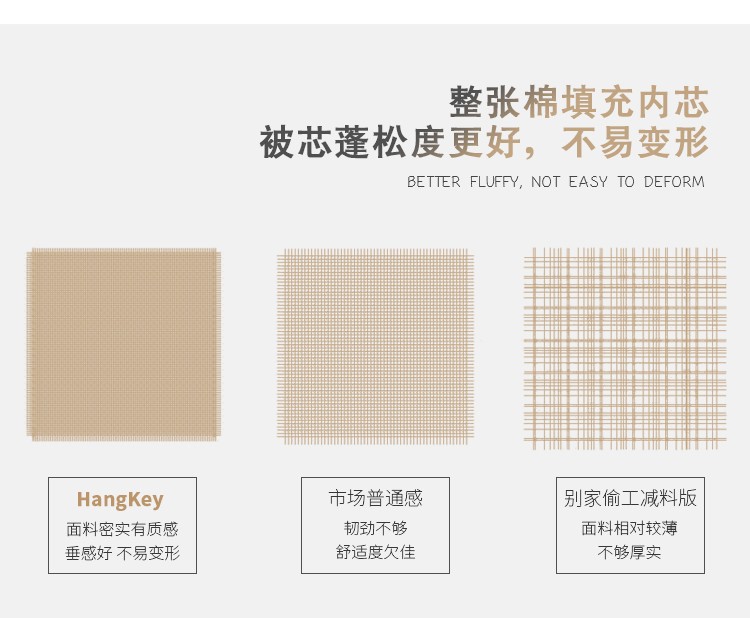 整张棉填充内芯
被芯蓬松度更好，不易变形
BETTER FLUFFY, NOT EASY TO DEFORM
HangKey
面料密实有质感
垂感好 不易变形
市场普通感
韧劲不够
舒适度欠佳
别家偷工减料版
面料相对较薄
不够厚实